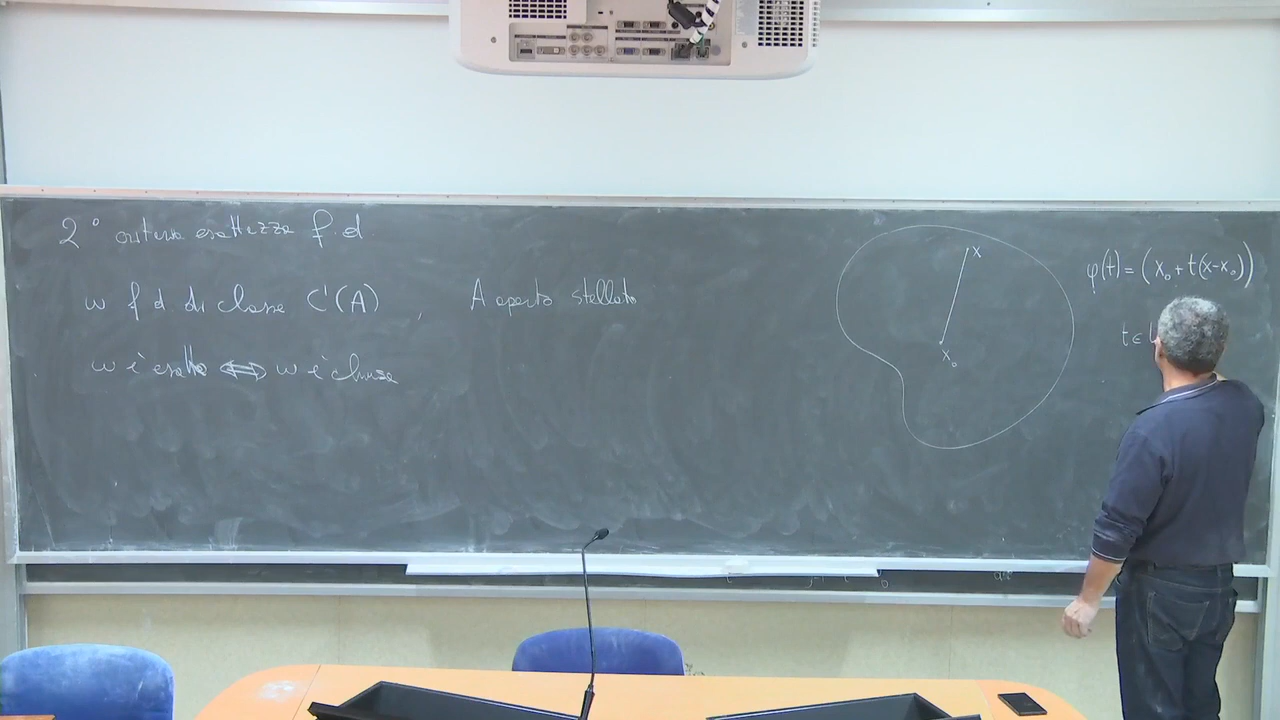 2° criterio esattezza f.d
ω f d di classe C¹(A) , A aperto stellato
ω è esatta ⟺ ω è chiusa
x
x₀
φ(t) = (x₀ + t(x-x₀))
t ∈